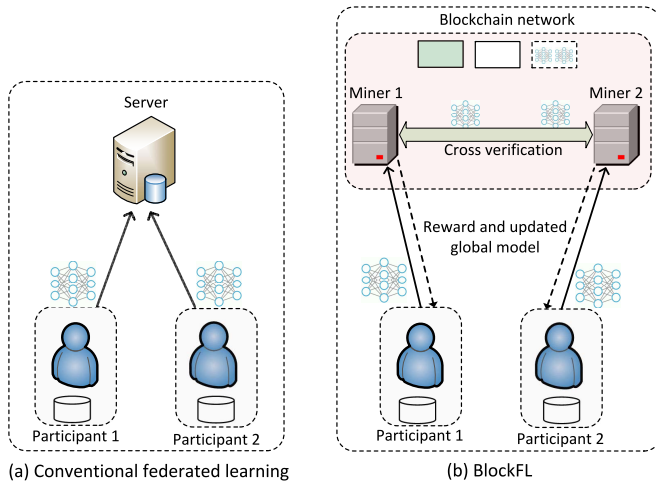 Server
Participant 1
Participant 2
(a) Conventional federated learning
Blockchain network
Miner 1
Miner 2
Cross verification
Reward and updated
global model
Participant 1
Participant 2
(b) BlockFL